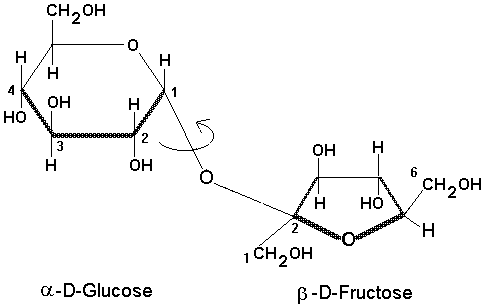 CH2OH
H O H
H
4 1
OH H
HO 2
3
H OH
O
OH H 6 CH2OH
H HO
2 H
O
1 CH2OH
α-D-Glucose β-D-Fructose